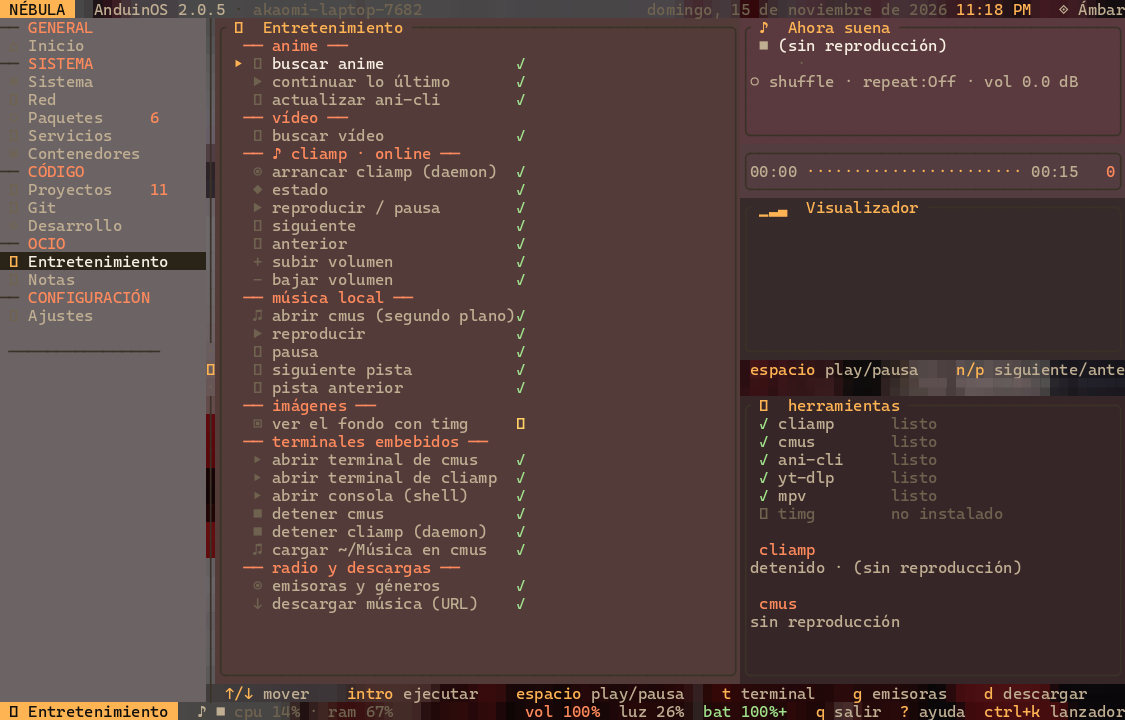 NÉBULA AnduinOS 2.0.5 · akaomi-laptop-7682 domingo, 15 de noviembre de 2026 11:18 PM ◈ Ámbar
GENERAL
Inicio
SISTEMA
Sistema
Red
Paquetes 6
Servicios
Contenedores
CÓDIGO
Proyectos 11
Git
Desarrollo
OCIO
Entretenimiento
Notas
CONFIGURACIÓN
Ajustes
Entretenimiento
── anime ──
▸ buscar anime ✓
▶ continuar lo último ✓
actualizar ani-cli ✓
── vídeo ──
buscar vídeo ✓
── ♪ cliamp · online ──
◉ arrancar cliamp (daemon) ✓
◆ estado ✓
▶ reproducir / pausa ✓
siguiente ✓
anterior ✓
+ subir volumen ✓
− bajar volumen ✓
── música local ──
♫ abrir cmus (segundo plano)✓
▶ reproducir ✓
pausa ✓
siguiente pista ✓
pista anterior ✓
── imágenes ──
▣ ver el fondo con timg
── terminales embebidos ──
▸ abrir terminal de cmus ✓
▸ abrir terminal de cliamp ✓
▸ abrir consola (shell) ✓
■ detener cmus ✓
■ detener cliamp (daemon) ✓
♫ cargar ~/Música en cmus ✓
── radio y descargas ──
◉ emisoras y géneros ✓
↓ descargar música (URL) ✓
♪ Ahora suena
■ (sin reproducción)
·
○ shuffle · repeat:Off · vol 0.0 dB
00:00 ······················· 00:15 0
▁▂▃ Visualizador
espacio play/pausa n/p siguiente/ante
herramientas
✓ cliamp listo
✓ cmus listo
✓ ani-cli listo
✓ yt-dlp listo
✓ mpv listo
timg no instalado
cliamp
detenido · (sin reproducción)
cmus
sin reproducción
↑/↓ mover intro ejecutar espacio play/pausa t terminal g emisoras d descargar
Entretenimiento ♪ ■ cpu 14% · ram 67% vol 100% luz 26% bat 100%+ q salir ? ayuda ctrl+k lanzador